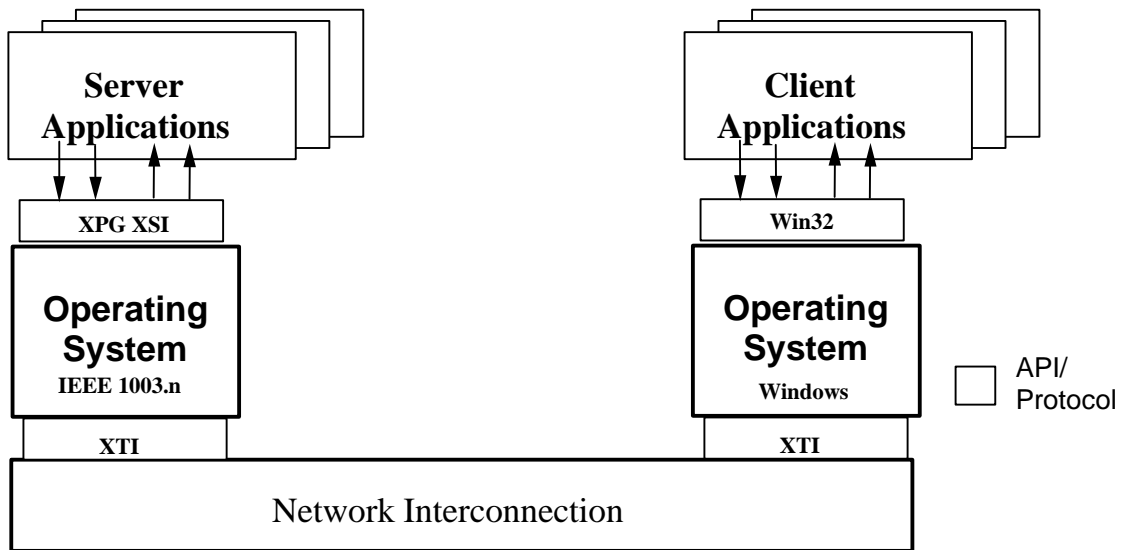 Server
Applications
XPG XSI
Operating
System
IEEE 1003.n
XTI
Client
Applications
Win32
Operating
System
Windows
XTI
API/
Protocol
Network Interconnection